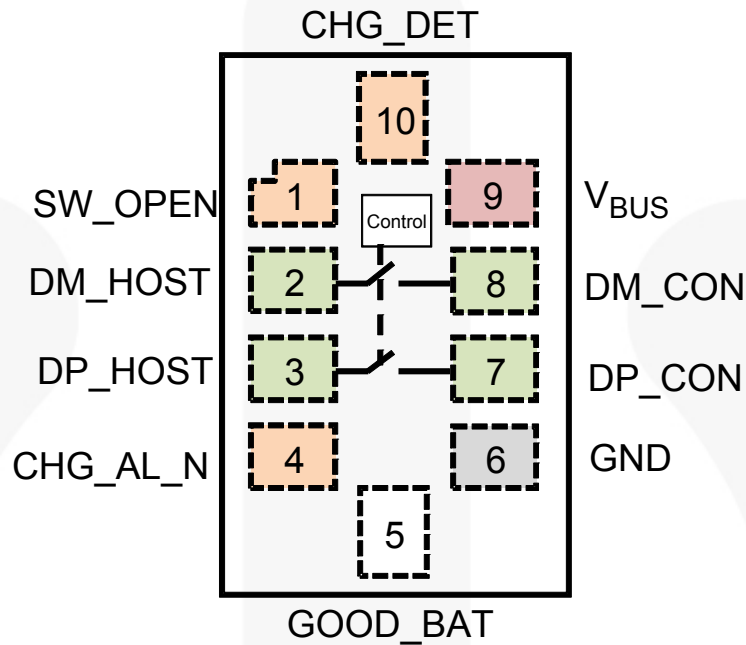 CHG_DET
10
SW_OPEN 1 9 VBUS
Control
DM_HOST 2 8 DM_CON
DP_HOST 3 7 DP_CON
CHG_AL_N 4 6 GND
5
GOOD_BAT